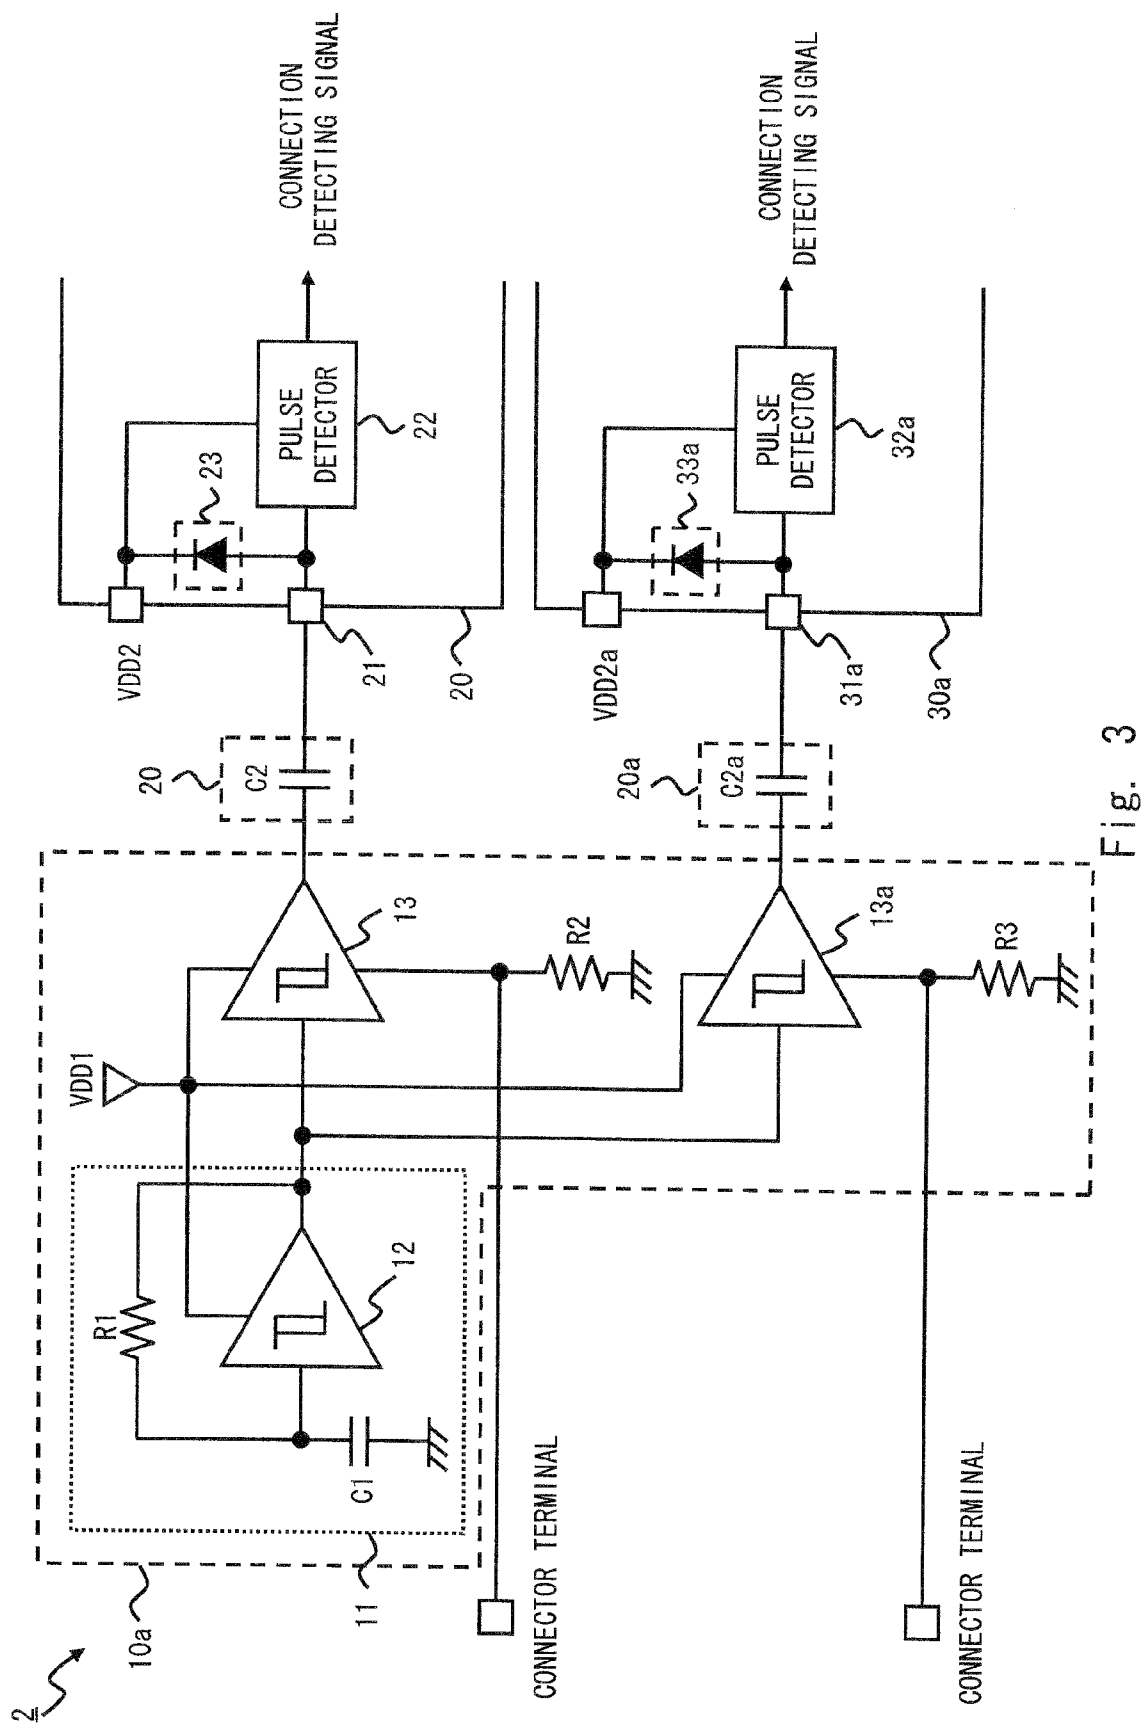 2
10a
11
R1
C1
12
VDD1
13
R2
20
C2
VDD2
21
20
23
PULSE
DETECTOR
22
CONNECTION
DETECTING SIGNAL
CONNECTOR TERMINAL
13a
R3
20a
C2a
VDD2a
31a
30a
33a
PULSE
DETECTOR
32a
CONNECTION
DETECTING SIGNAL
CONNECTOR TERMINAL
Fig. 3